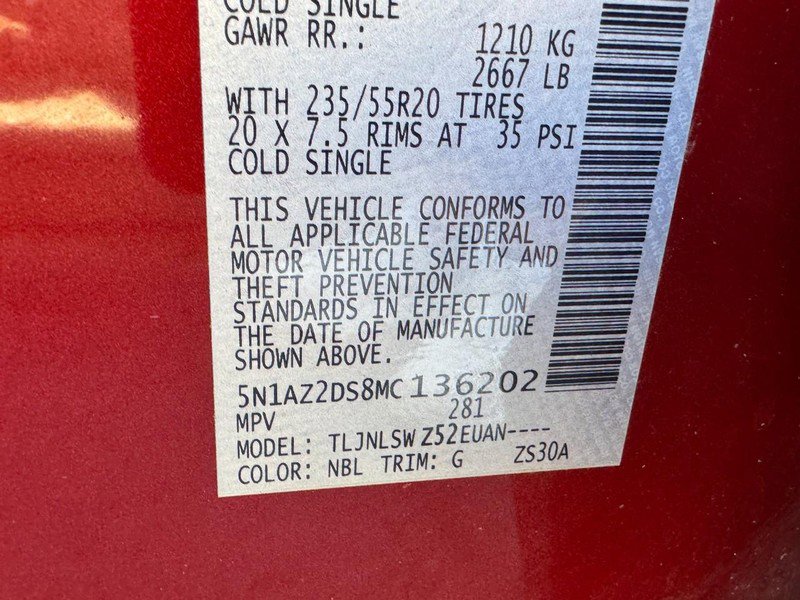 COLD SINGLE
GAWR RR.: 1210 KG
2667 LB
WITH 235/55R20 TIRES
20 X 7.5 RIMS AT 35 PSI
COLD SINGLE
THIS VEHICLE CONFORMS TO
ALL APPLICABLE FEDERAL
MOTOR VEHICLE SAFETY AND
THEFT PREVENTION
STANDARDS IN EFFECT ON
THE DATE OF MANUFACTURE
SHOWN ABOVE.
5N1AZ2DS8MC136202
MPV 281
MODEL: TLJNLSWZ52EUAN----
COLOR: NBL TRIM: G ZS30A